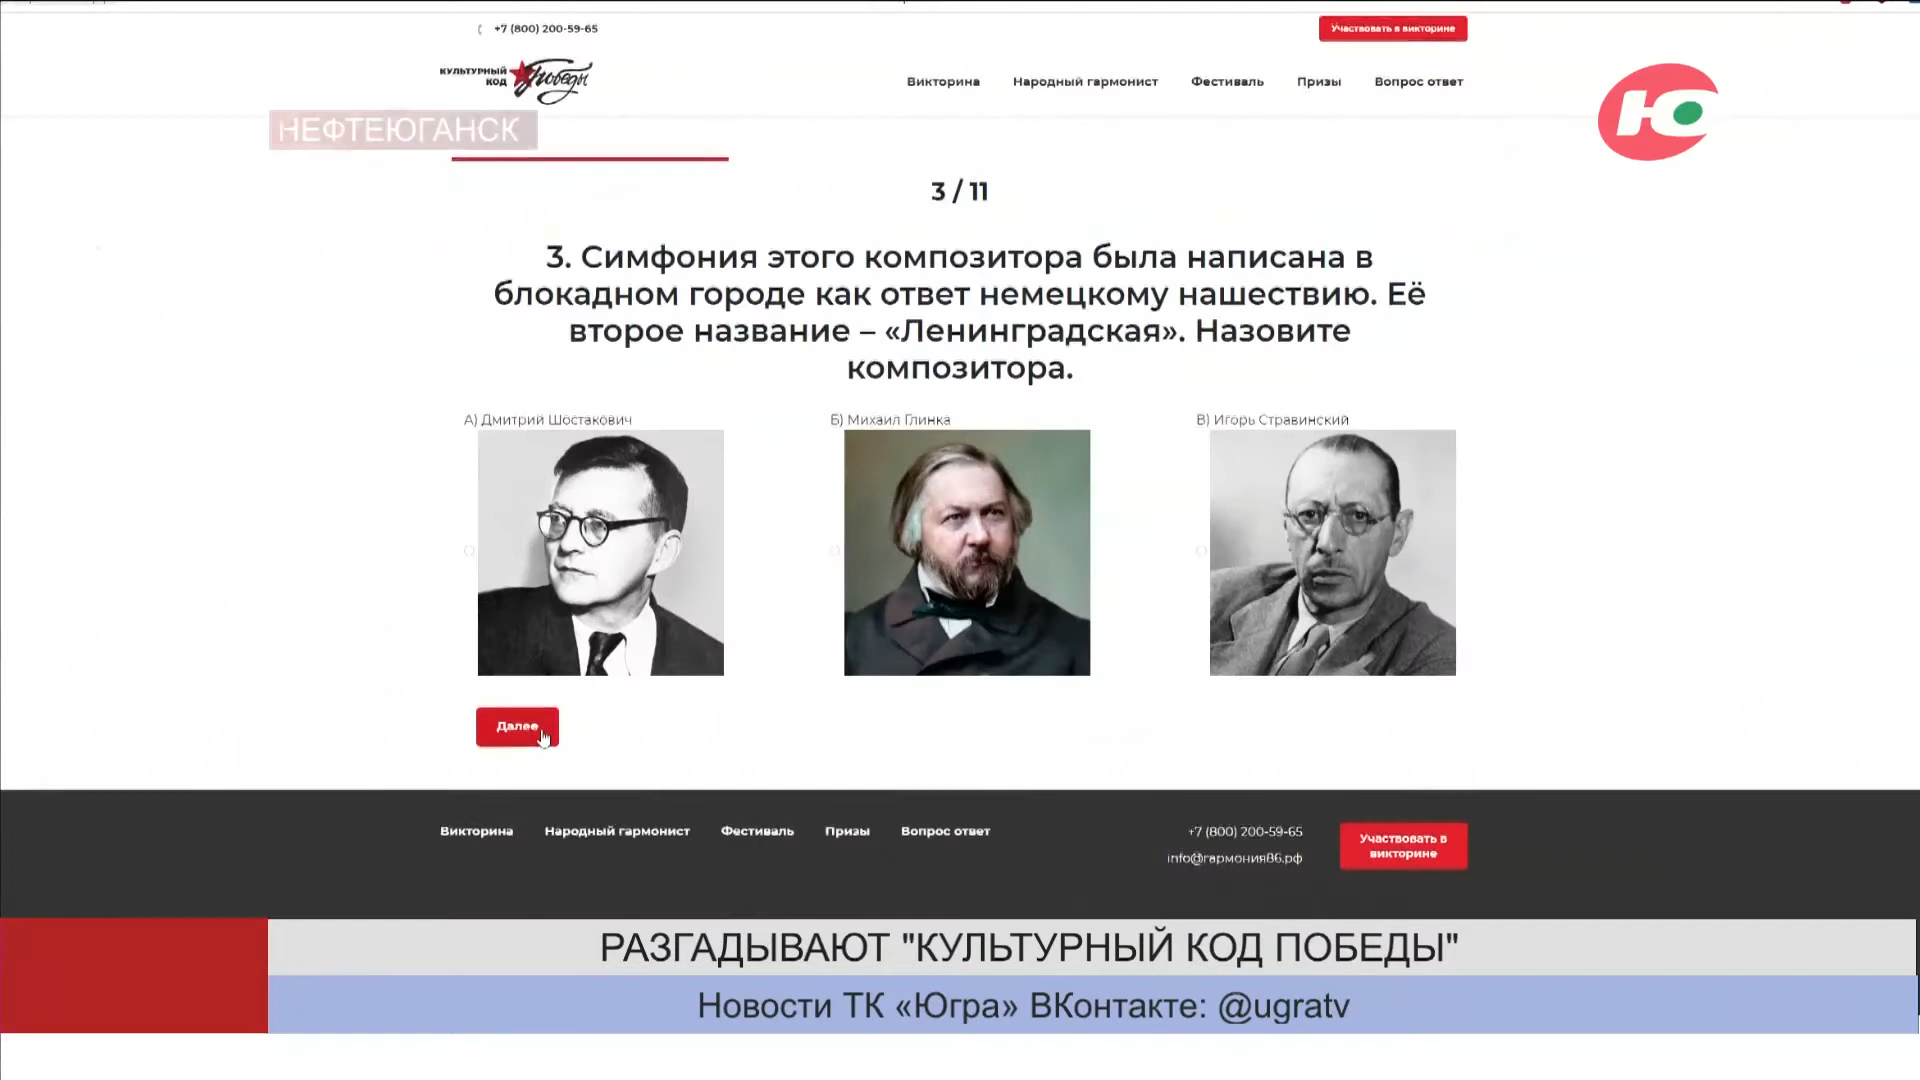 +7 (800) 200-59-65
Участвовать в викторине
КУЛЬТУРНЫЙ
КОД Победы
Викторина Народный гармонист Фестиваль Призы Вопрос ответ
НЕФТЕЮГАНСК
Ю
3 / 11
3. Симфония этого композитора была написана в
блокадном городе как ответ немецкому нашествию. Её
второе название – «Ленинградская». Назовите
композитора.
А) Дмитрий Шостакович
Б) Михаил Глинка
В) Игорь Стравинский
Далее
Викторина Народный гармонист Фестиваль Призы Вопрос ответ
+7 (800) 200-59-65
info@гармония86.рф
Участвовать в
викторине
РАЗГАДЫВАЮТ "КУЛЬТУРНЫЙ КОД ПОБЕДЫ"
Новости ТК «Югра» ВКонтакте: @ugratv